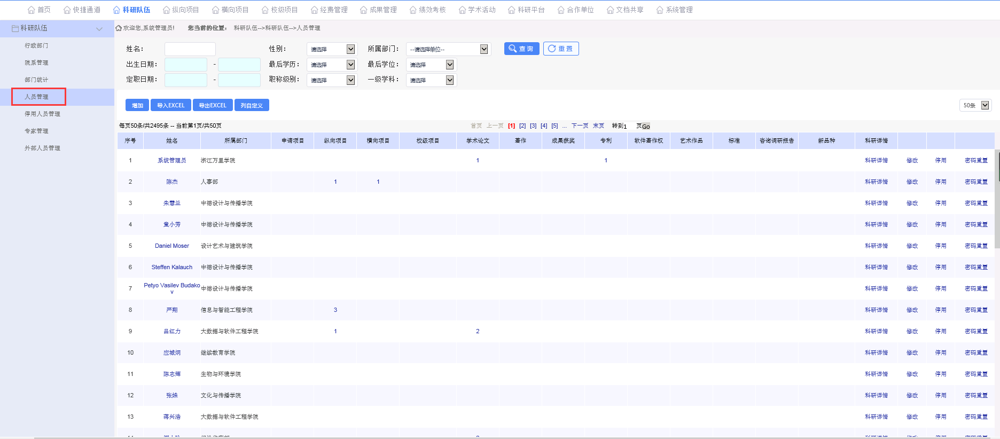 首页 快捷通道 科研队伍 纵向项目 横向项目 校级项目 经费管理 成果管理 绩效考核 学术活动 科研平台 合作单位 文档共享 系统管理
科研队伍
行政部门
院系管理
部门统计
人员管理
停用人员管理
专家管理
外部人员管理
欢迎您,系统管理员! 您当前的位置： 科研队伍-->科研队伍-->人员管理
姓名： 性别： 请选择 所属部门： --请选择单位-- 查询 重置
出生日期： - 最后学历： 请选择 最后学位： 请选择
定职日期： - 职称级别： 请选择 一级学科： 请选择
增加 导入EXCEL 导出EXCEL 列自定义 50条
每页50条/共2495条 -- 当前第1页/共50页 首页 上一页 [1] [2] [3] [4] [5] ... 下一页 末页 转到1 页Go
序号 姓名 所属部门 申请项目 纵向项目 横向项目 校级项目 学术论文 著作 成果获奖 专利 软件著作权 艺术作品 标准 咨询调研报告 新品种 科研详情
1 系统管理员 浙江万里学院 1 1 科研详情 修改 停用 密码重置
2 陈杰 人事部 1 1 科研详情 修改 停用 密码重置
3 朱慧兰 中德设计与传播学院 科研详情 修改 停用 密码重置
4 童小芳 中德设计与传播学院 科研详情 修改 停用 密码重置
5 Daniel Moser 设计艺术与建筑学院 科研详情 修改 停用 密码重置
6 Steffen Kalauch 中德设计与传播学院 科研详情 修改 停用 密码重置
7 Petyo Vasilev Budakov 中德设计与传播学院 科研详情 修改 停用 密码重置
8 严翔 信息与智能工程学院 3 科研详情 修改 停用 密码重置
9 吕红力 大数据与软件工程学院 1 2 科研详情 修改 停用 密码重置
10 应城炯 继续教育学院 科研详情 修改 停用 密码重置
11 陈志辉 生物与环境学院 科研详情 修改 停用 密码重置
12 张姝 文化与传播学院 科研详情 修改 停用 密码重置
13 蒋兴浩 大数据与软件工程学院 科研详情 修改 停用 密码重置